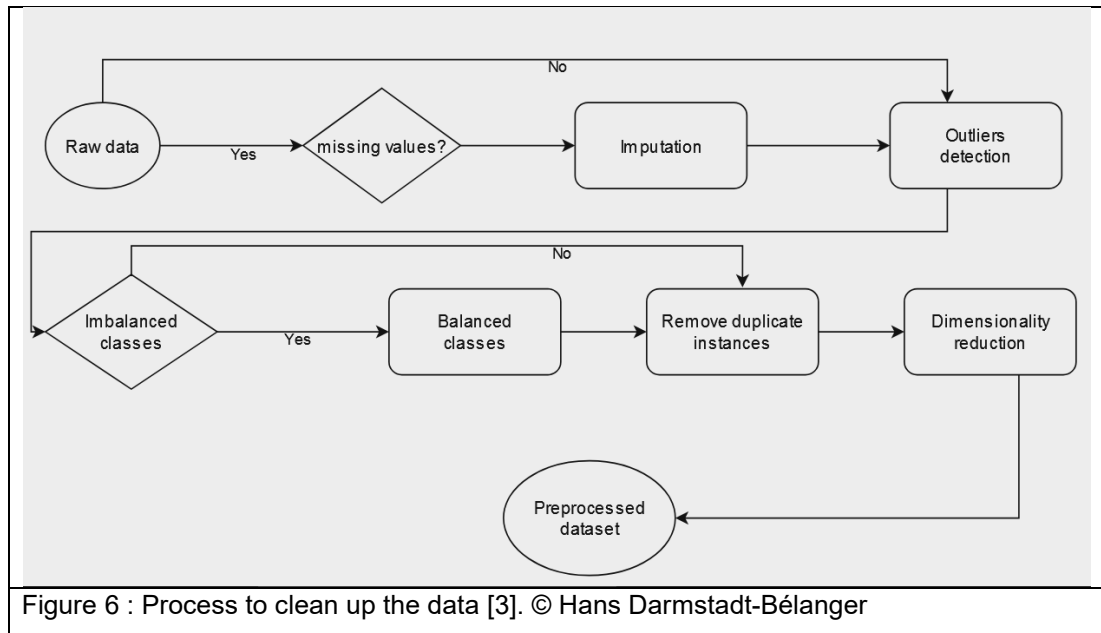 No
Raw data
Yes
missing values?
Imputation
Outliers
detection
No
Imbalanced
classes
Yes
Balanced
classes
Remove duplicate
instances
Dimensionality
reduction
Preprocessed
dataset
Figure 6 : Process to clean up the data [3]. © Hans Darmstadt-Bélanger